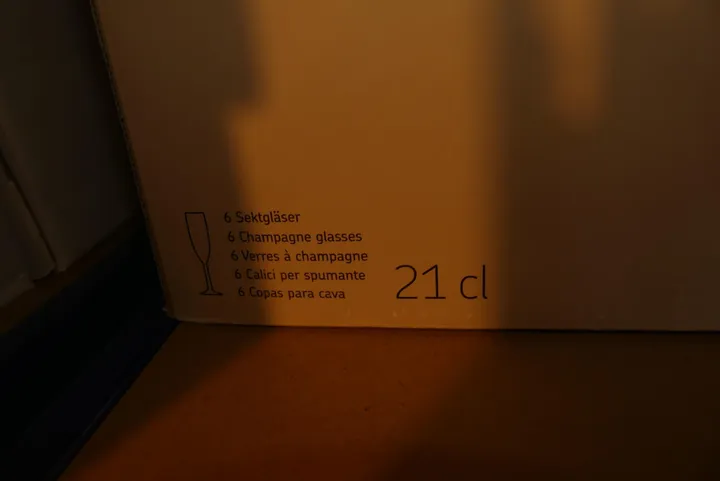 6 Sektgläser
6 Champagne glasses
6 Verres à champagne
6 Calici per spumante
6 Copas para cava
21 cl